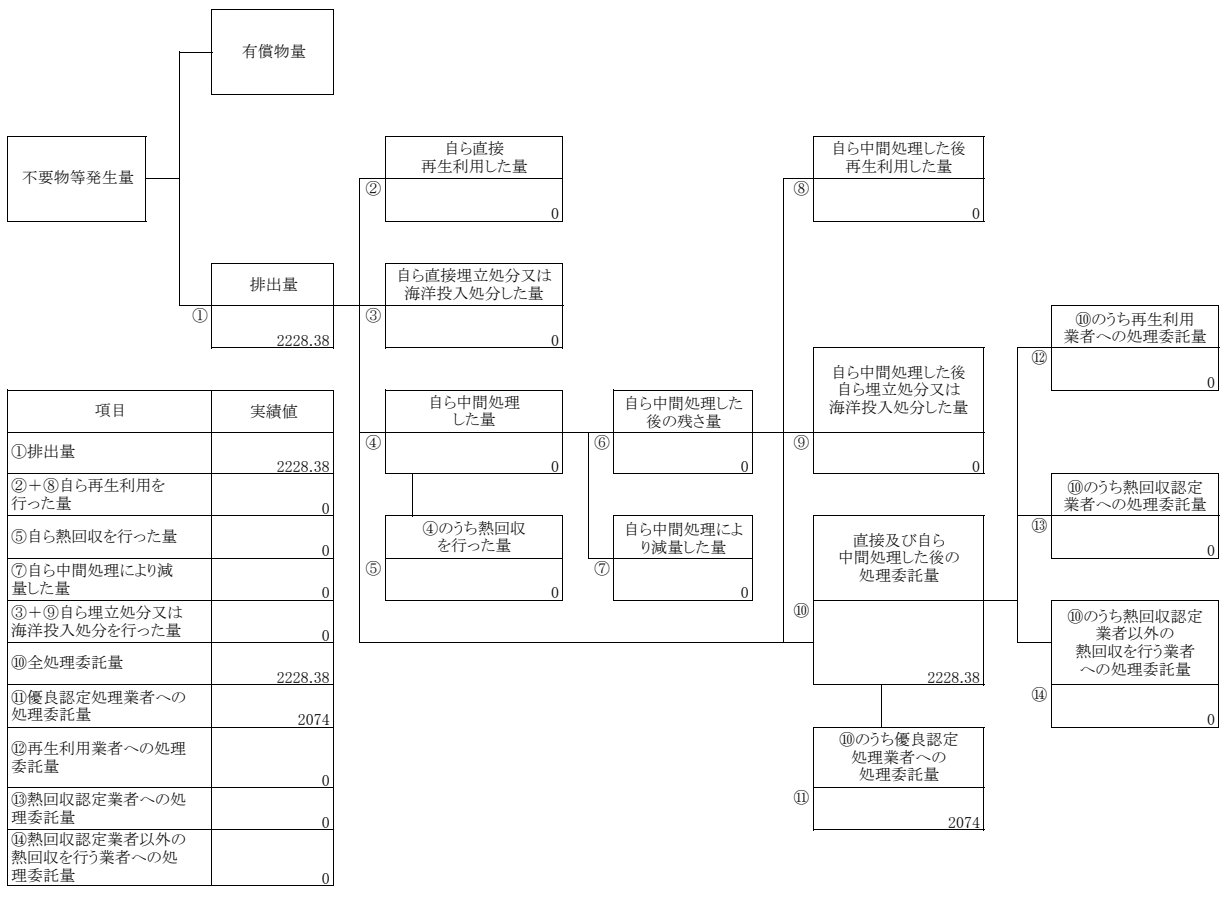 有償物量
不要物等発生量
自ら直接
再生利用した量
②
0
自ら中間処理した後
再生利用した量
⑧
0
排出量
①
2228.38
自ら直接埋立処分又は
海洋投入処分した量
③
0
⑩のうち再生利用
業者への処理委託量
⑫
0
自ら中間処理した後
自ら埋立処分又は
海洋投入処分した量
⑨
0
自ら中間処理
した量
④
0
自ら中間処理した
後の残さ量
⑥
0
⑩のうち熱回収認定
業者への処理委託量
⑬
0
④のうち熱回収
を行った量
⑤
0
自ら中間処理によ
り減量した量
⑦
0
直接及び自ら
中間処理した後の
処理委託量
⑩
2228.38
⑩のうち熱回収認定
業者以外の
熱回収を行う業者
への処理委託量
⑭
0
⑩のうち優良認定
処理業者への
処理委託量
⑪
2074
項目 実績値
①排出量
2228.38
②＋⑧自ら再生利用を
行った量
0
⑤自ら熱回収を行った量
0
⑦自ら中間処理により減
量した量
0
③＋⑨自ら埋立処分又は
海洋投入処分を行った量
0
⑩全処理委託量
2228.38
⑪優良認定処理業者への
処理委託量
2074
⑫再生利用業者への処理
委託量
0
⑬熱回収認定業者への処
理委託量
0
⑭熱回収認定業者以外の
熱回収を行う業者への処
理委託量
0